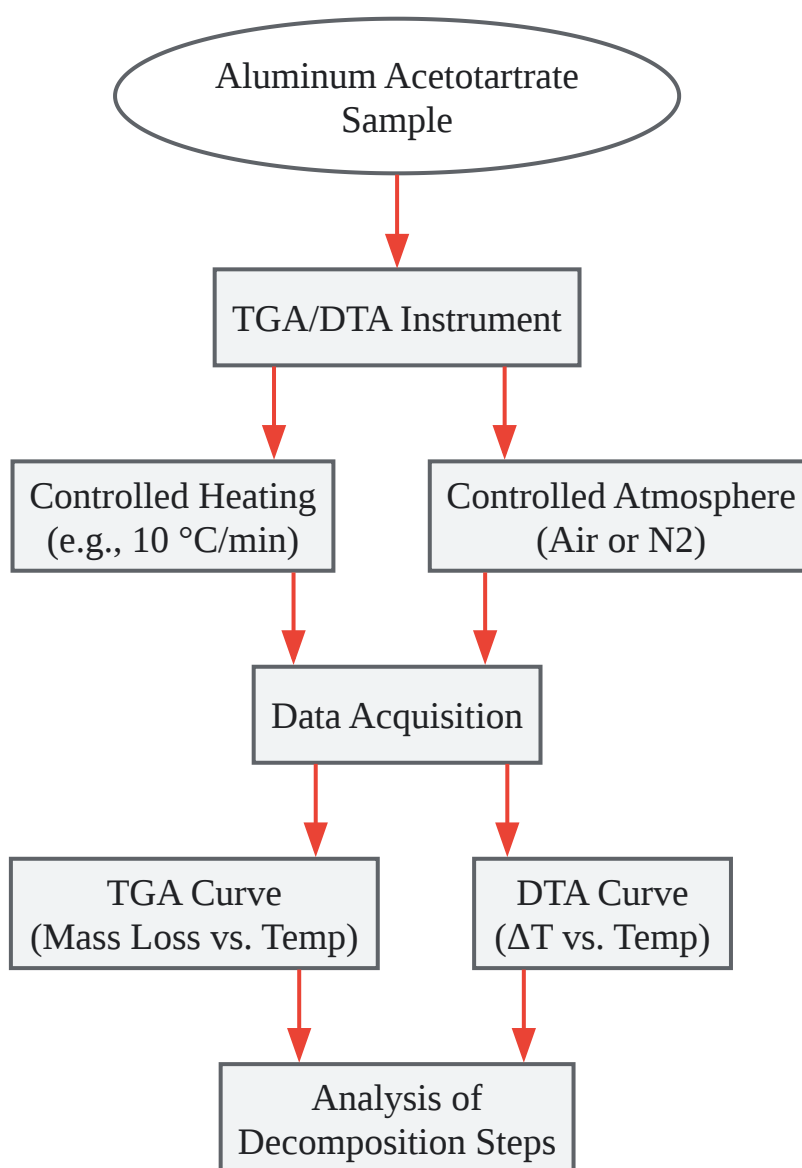 Aluminum Acetotartrate
Sample
TGA/DTA Instrument
Controlled Heating
(e.g., 10 °C/min)
Controlled Atmosphere
(Air or N2)
Data Acquisition
TGA Curve
(Mass Loss vs. Temp)
DTA Curve
(ΔT vs. Temp)
Analysis of
Decomposition Steps